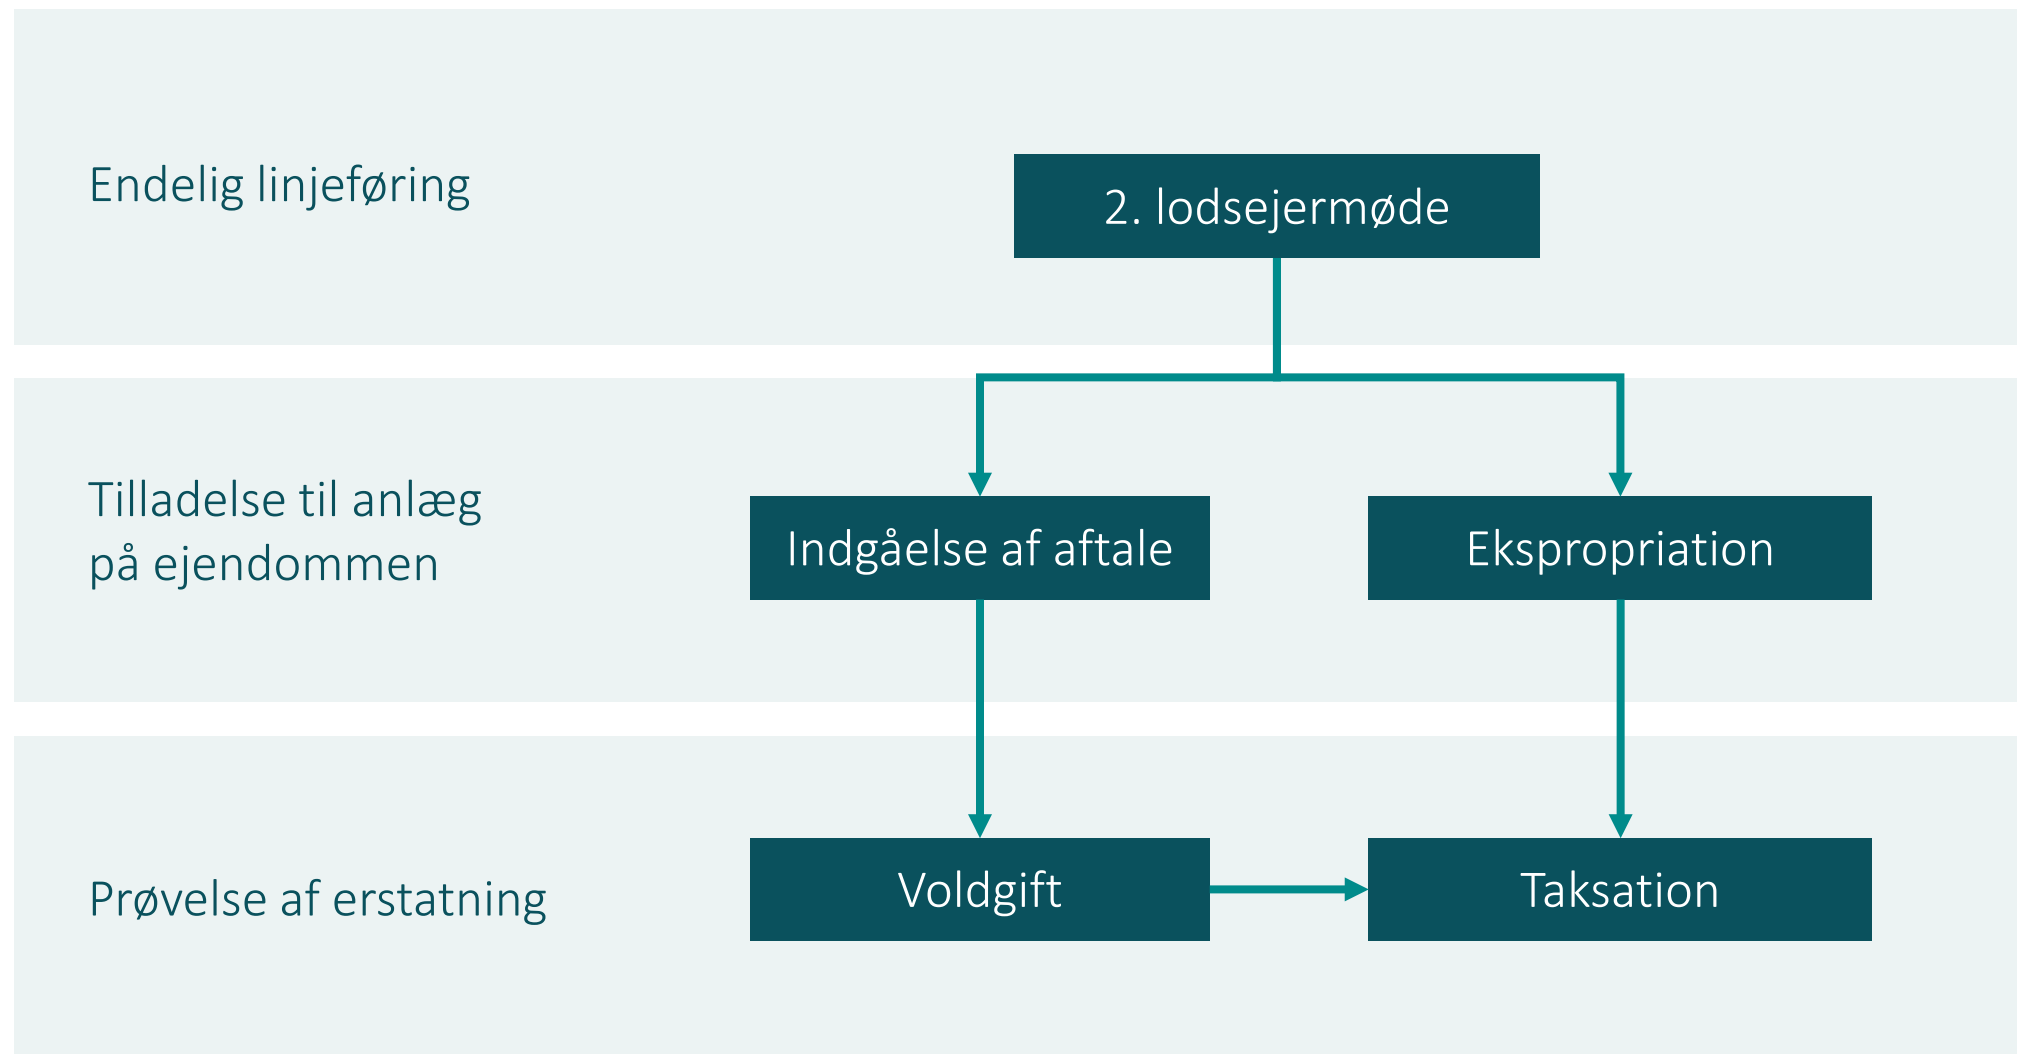 Endelig linjeføring
2. lodsejermøde
Tilladelse til anlæg
på ejendommen
Indgåelse af aftale
Ekspropriation
Prøvelse af erstatning
Voldgift
Taksation